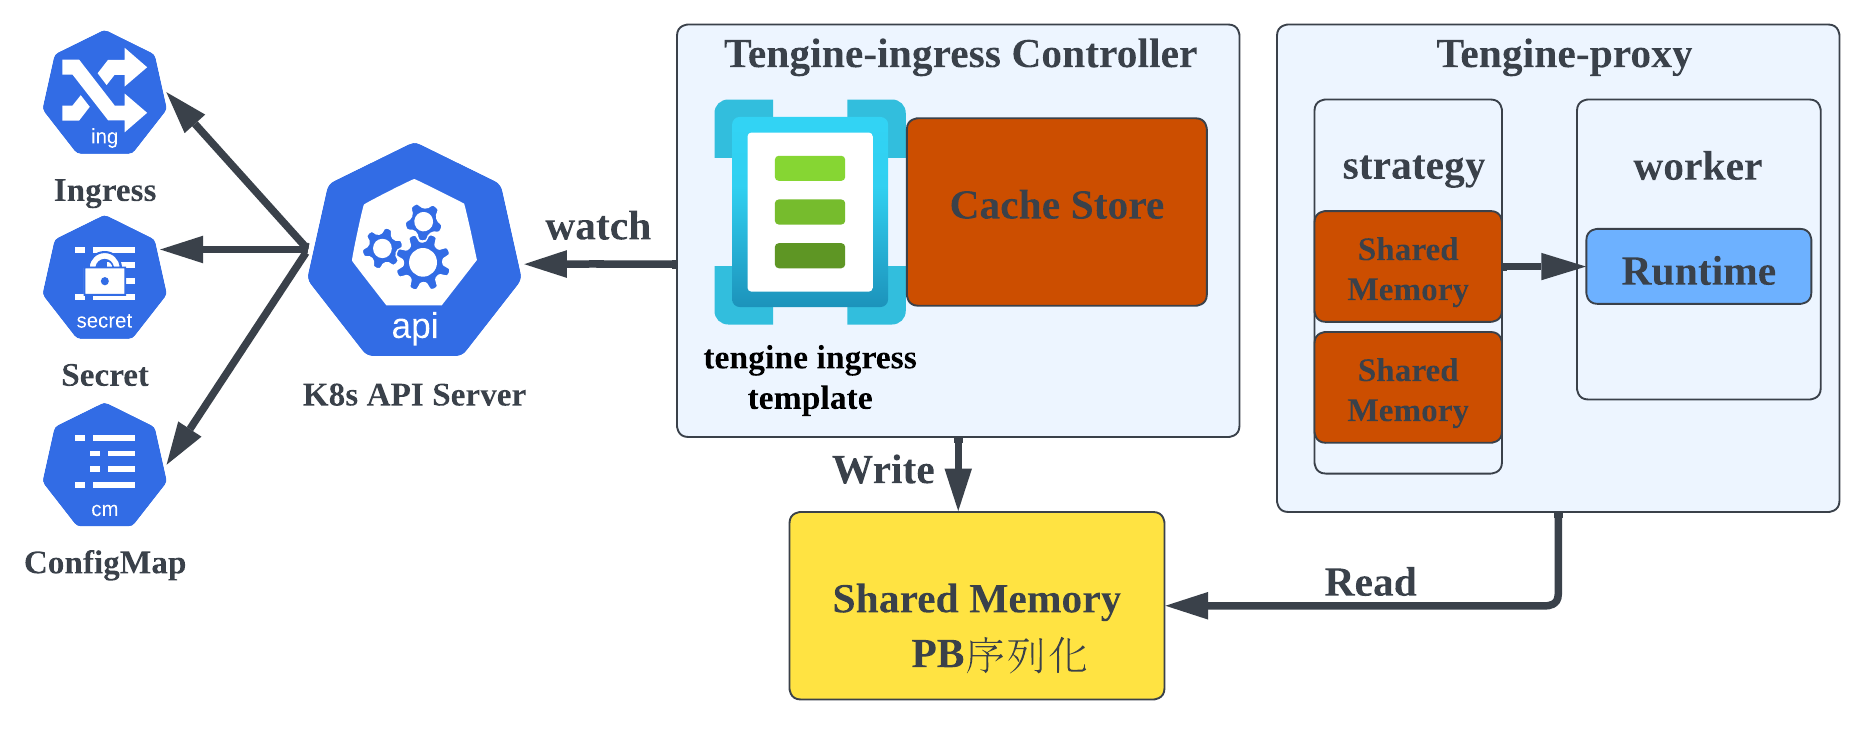 ing
Ingress
secret
Secret
cm
ConfigMap
api
K8s API Server
watch
Tengine-ingress Controller
Cache Store
tengine ingress
template
Write
Shared Memory
PB序列化
Tengine-proxy
strategy
Shared
Memory
Shared
Memory
worker
Runtime
Read